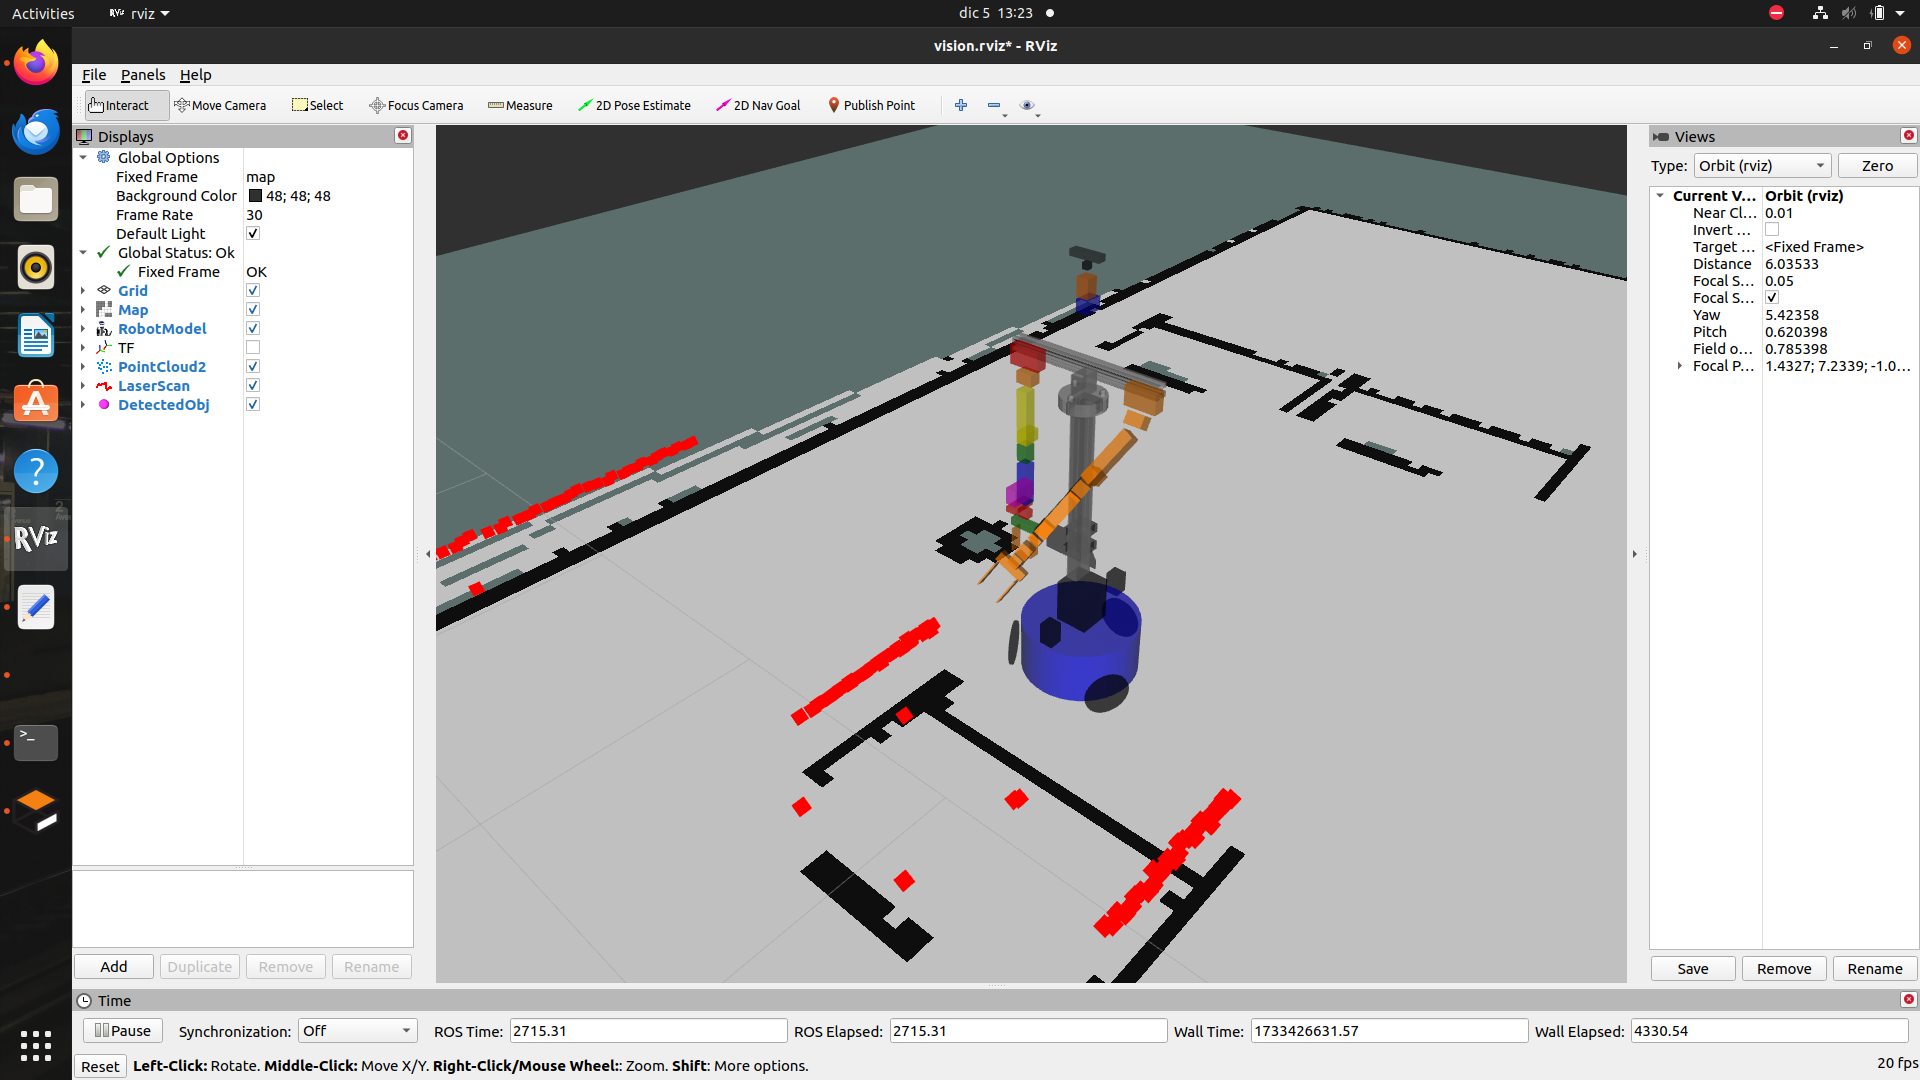 Activities
rviz
dic 5 13:23
vision.rviz* - RViz
File Panels Help
Interact Move Camera Select Focus Camera Measure 2D Pose Estimate 2D Nav Goal Publish Point
Displays
Global Options
Fixed Frame map
Background Color 48; 48; 48
Frame Rate 30
Default Light
Global Status: Ok
Fixed Frame OK
Grid
Map
RobotModel
TF
PointCloud2
LaserScan
DetectedObj
Add Duplicate Remove Rename
Views
Type: Orbit (rviz) Zero
Current V... Orbit (rviz)
Near Cl... 0.01
Invert ...
Target ... <Fixed Frame>
Distance 6.03533
Focal S... 0.05
Focal S...
Yaw 5.42358
Pitch 0.620398
Field o... 0.785398
Focal P... 1.4327; 7.2339; -1.0...
Save Remove Rename
RViz
Time
Pause Synchronization: Off ROS Time: 2715.31 ROS Elapsed: 2715.31 Wall Time: 1733426631.57 Wall Elapsed: 4330.54
Reset Left-Click: Rotate. Middle-Click: Move X/Y. Right-Click/Mouse Wheel:: Zoom. Shift: More options. 20 fps